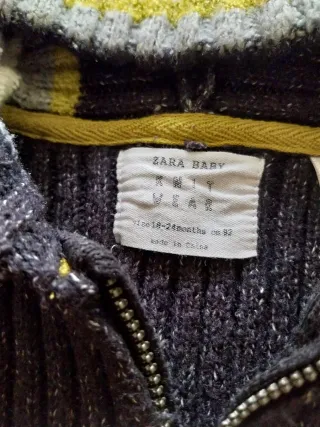 ZARA BABY
KNIT
WEAR
Size 18-24months cm 92
Made in China